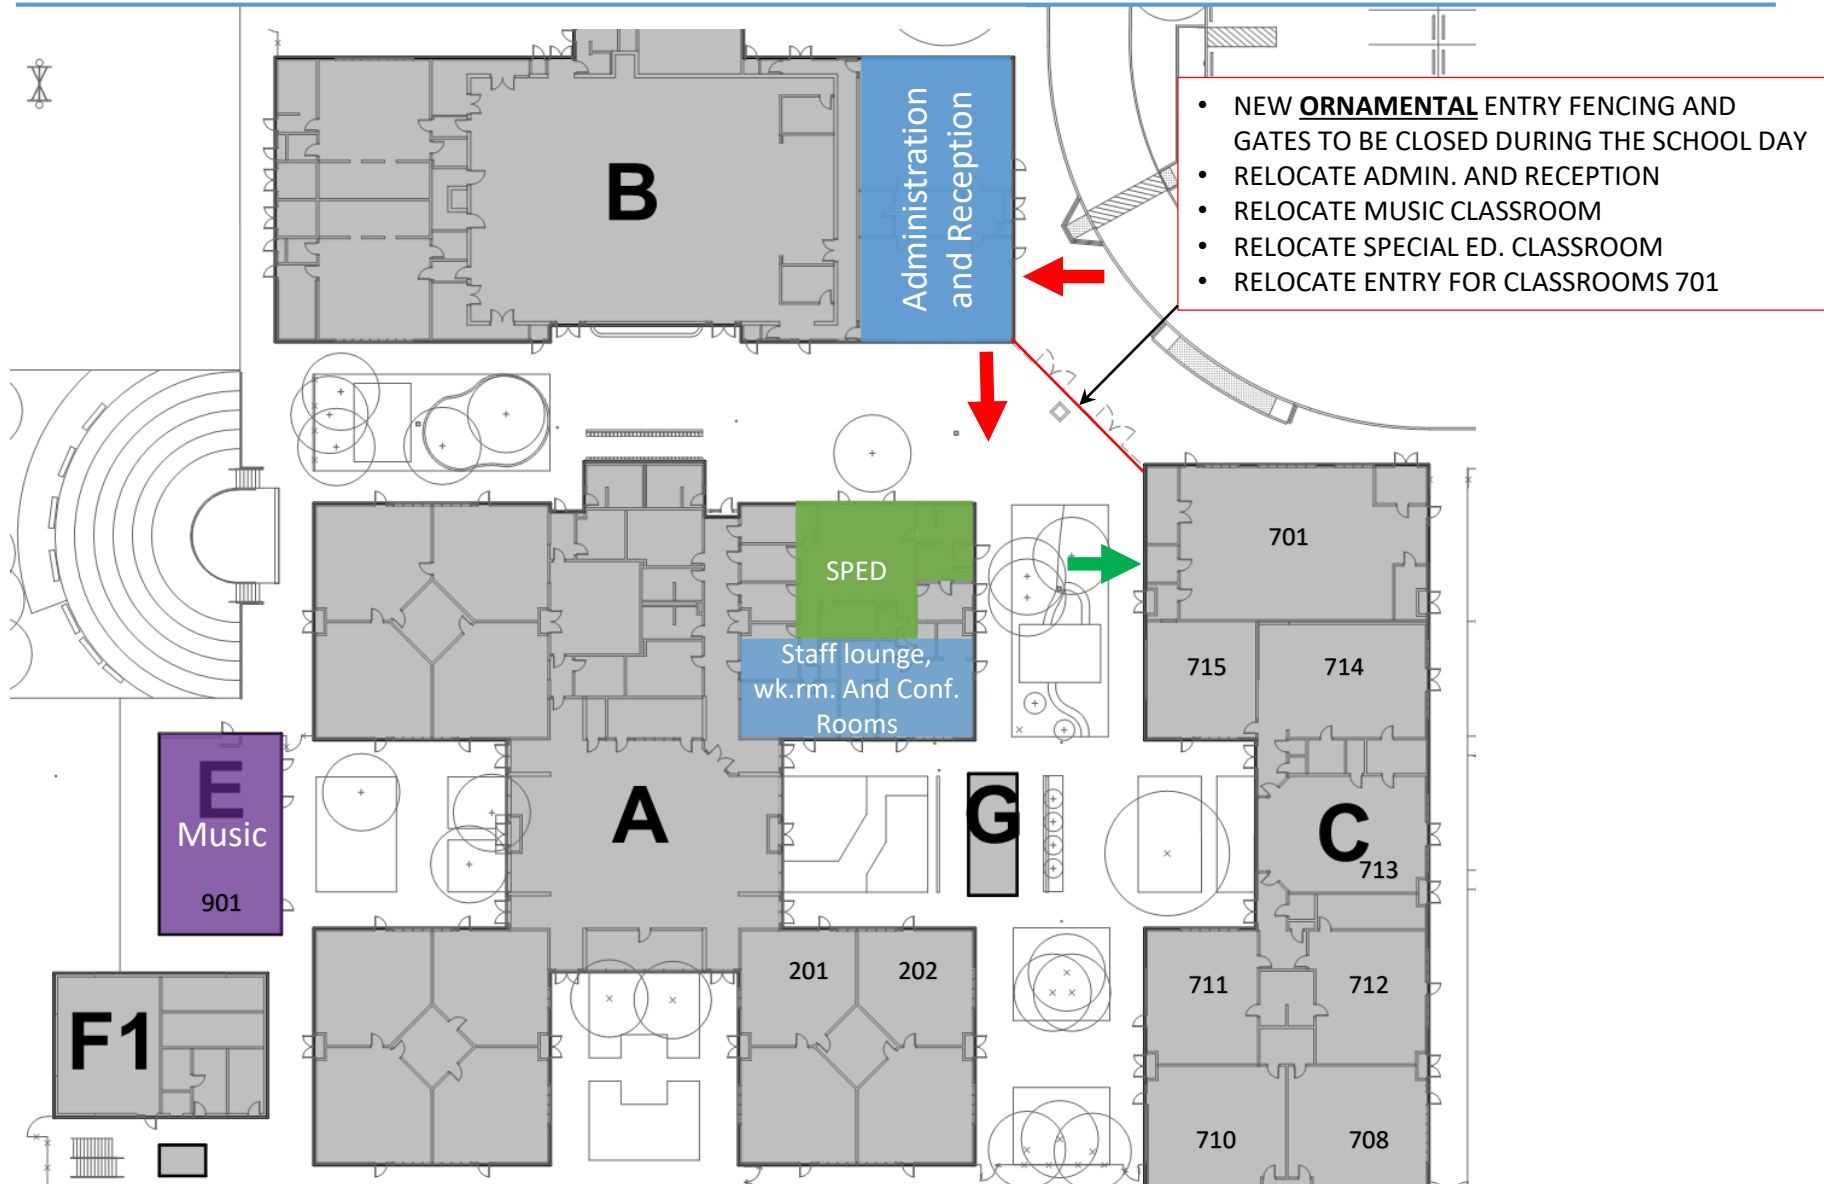 • NEW ORNAMENTAL ENTRY FENCING AND
GATES TO BE CLOSED DURING THE SCHOOL DAY
• RELOCATE ADMIN. AND RECEPTION
• RELOCATE MUSIC CLASSROOM
• RELOCATE SPECIAL ED. CLASSROOM
• RELOCATE ENTRY FOR CLASSROOMS 701
B
Administration
and Reception
SPED
701
Staff lounge,
wk.rm. And Conf.
Rooms
715
714
E
Music
901
A
G
C
713
201
202
711
712
F1
710
708